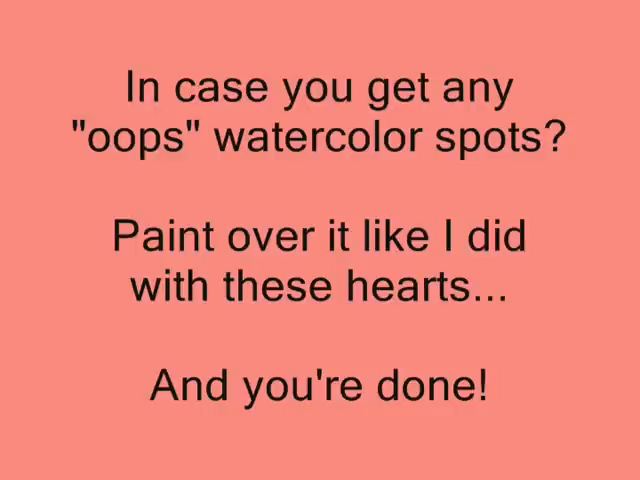 In case you get any
"oops" watercolor spots?
Paint over it like I did
with these hearts...
And you're done!